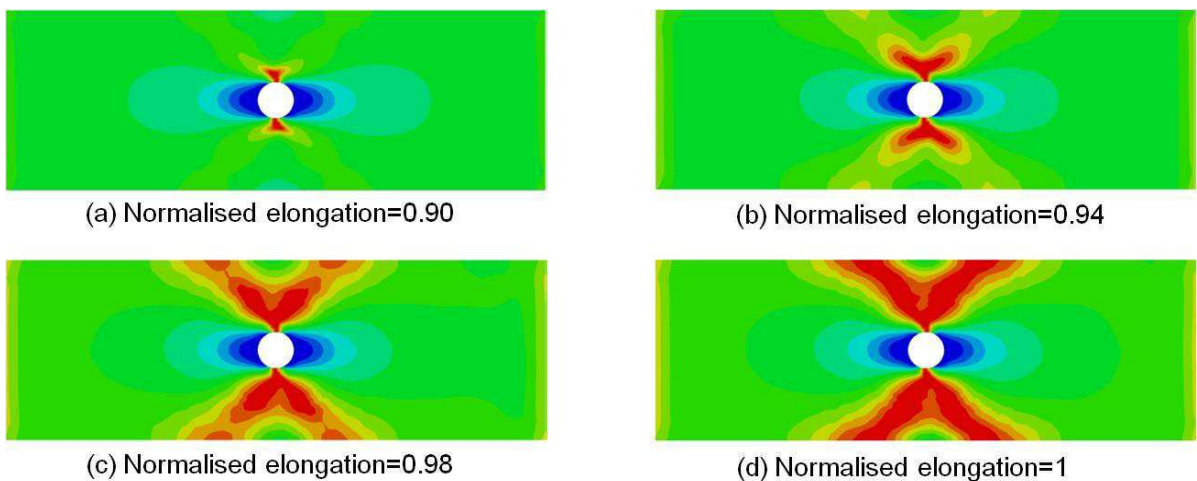 (a) Normalised elongation=0.90
(b) Normalised elongation=0.94
(c) Normalised elongation=0.98
(d) Normalised elongation=1